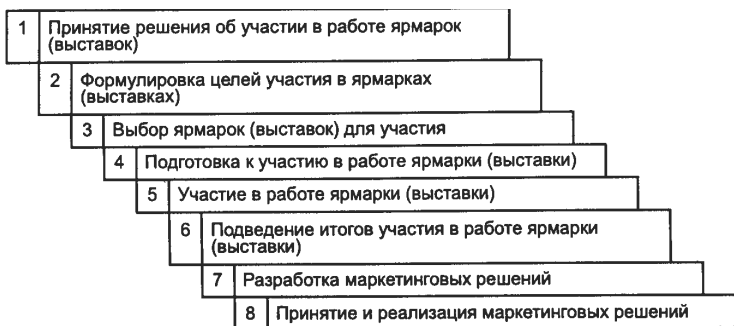 1 Принятие решения об участии в работе ярмарок
(выставок)
2 Формулировка целей участия в ярмарках
(выставках)
3 Выбор ярмарок (выставок) для участия
4 Подготовка к участию в работе ярмарки (выставки)
5 Участие в работе ярмарки (выставки)
6 Подведение итогов участия в работе ярмарки
(выставки)
7 Разработка маркетинговых решений
8 Принятие и реализация маркетинговых решений